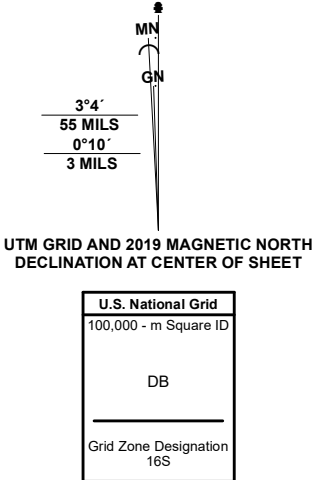 MN
GN
3°4´
55 MILS
0°10´
3 MILS
UTM GRID AND 2019 MAGNETIC NORTH
DECLINATION AT CENTER OF SHEET
U.S. National Grid
100,000 - m Square ID
DB
Grid Zone Designation
16S